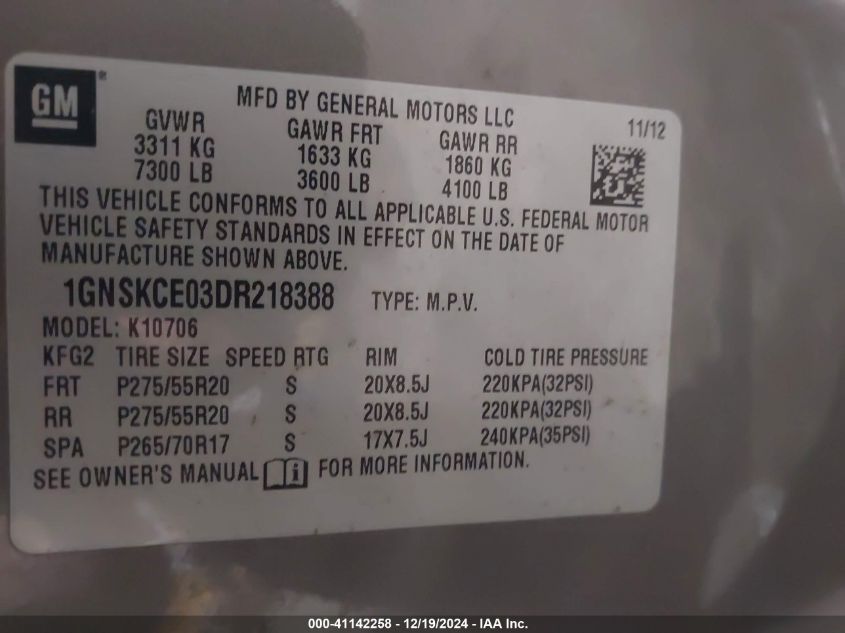 GM®
MFD BY GENERAL MOTORS LLC
11/12
GVWR GAWR FRT GAWR RR
3311 KG 1633 KG 1860 KG
7300 LB 3600 LB 4100 LB
THIS VEHICLE CONFORMS TO ALL APPLICABLE U.S. FEDERAL MOTOR
VEHICLE SAFETY STANDARDS IN EFFECT ON THE DATE OF
MANUFACTURE SHOWN ABOVE.
1GNSKCE03DR218388 TYPE: M.P.V.
MODEL: K10706
KFG2 TIRE SIZE SPEED RTG RIM COLD TIRE PRESSURE
FRT P275/55R20 S 20X8.5J 220KPA(32PSI)
RR P275/55R20 S 20X8.5J 220KPA(32PSI)
SPA P265/70R17 S 17X7.5J 240KPA(35PSI)
SEE OWNER'S MANUAL i FOR MORE INFORMATION.
000-41142258 - 12/19/2024 - IAA Inc.